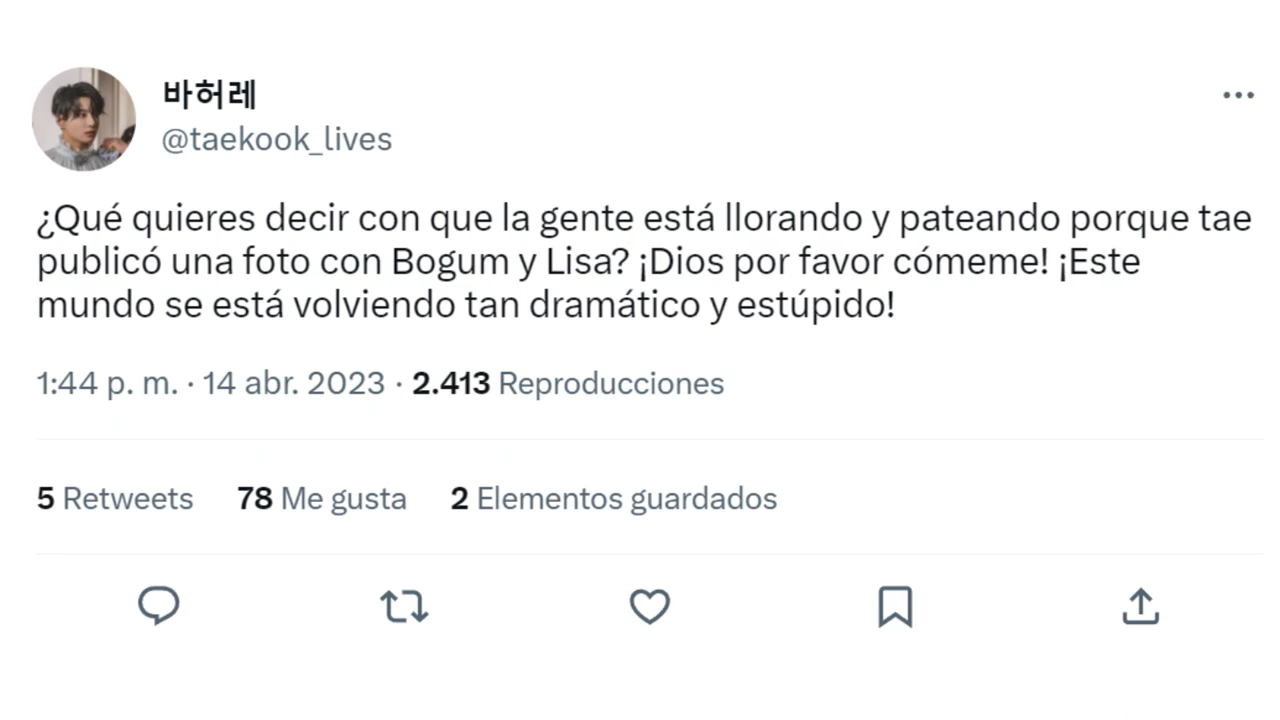 바허레
@taekook_lives
¿Qué quieres decir con que la gente está llorando y pateando porque tae
publicó una foto con Bogum y Lisa? ¡Dios por favor cómeme! ¡Este
mundo se está volviendo tan dramático y estúpido!
1:44 p. m. · 14 abr. 2023 · 2.413 Reproducciones
5 Retweets 78 Me gusta 2 Elementos guardados